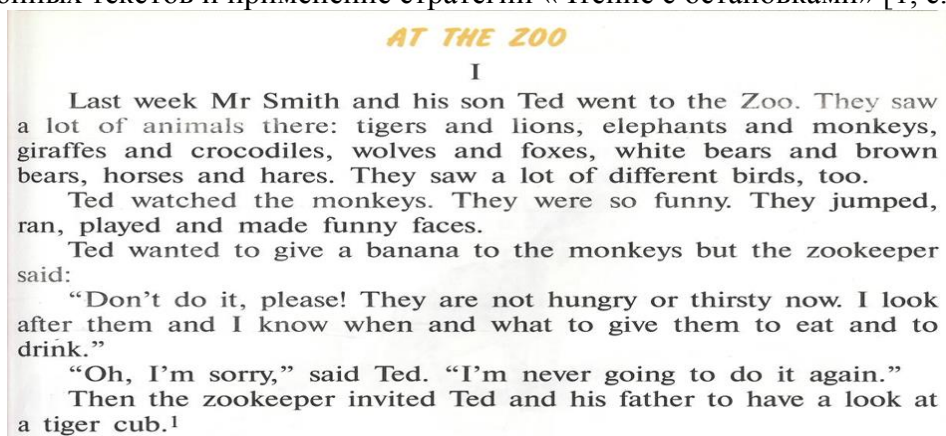 текстов и применение стратегии «Чтение с остановками» [1, с.
AT THE ZOO
I
Last week Mr Smith and his son Ted went to the Zoo. They saw
a lot of animals there: tigers and lions, elephants and monkeys,
giraffes and crocodiles, wolves and foxes, white bears and brown
bears, horses and hares. They saw a lot of different birds, too.
Ted watched the monkeys. They were so funny. They jumped,
ran, played and made funny faces.
Ted wanted to give a banana to the monkeys but the zookeeper
said:
“Don’t do it, please! They are not hungry or thirsty now. I look
after them and I know when and what to give them to eat and to
drink.”
“Oh, I’m sorry,” said Ted. “I’m never going to do it again.”
Then the zookeeper invited Ted and his father to have a look at
a tiger cub.¹